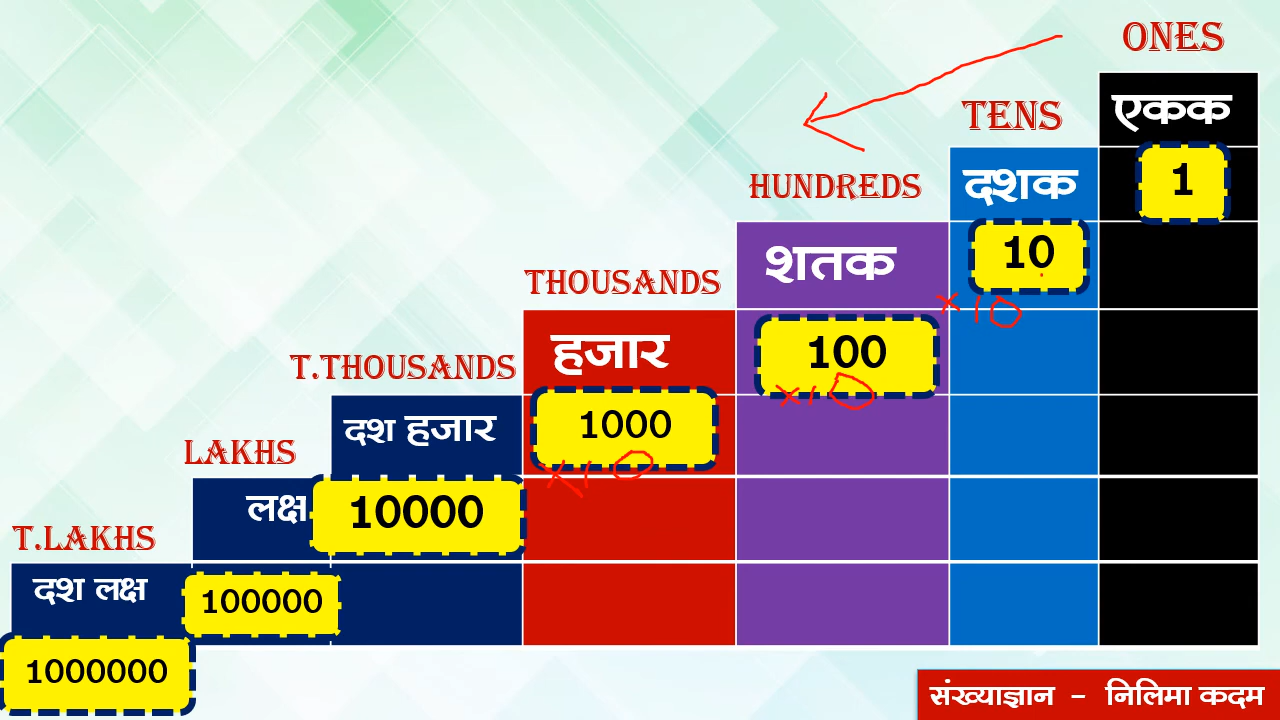 ONES
एकक
1
TENS
दशक
10
×10
HUNDREDS
शतक
100
×10
THOUSANDS
हजार
1000
×10
T.THOUSANDS
दश हजार
10000
LAKHS
लक्ष
100000
T.LAKHS
दश लक्ष
1000000
संख्याज्ञान – निलिमा कदम